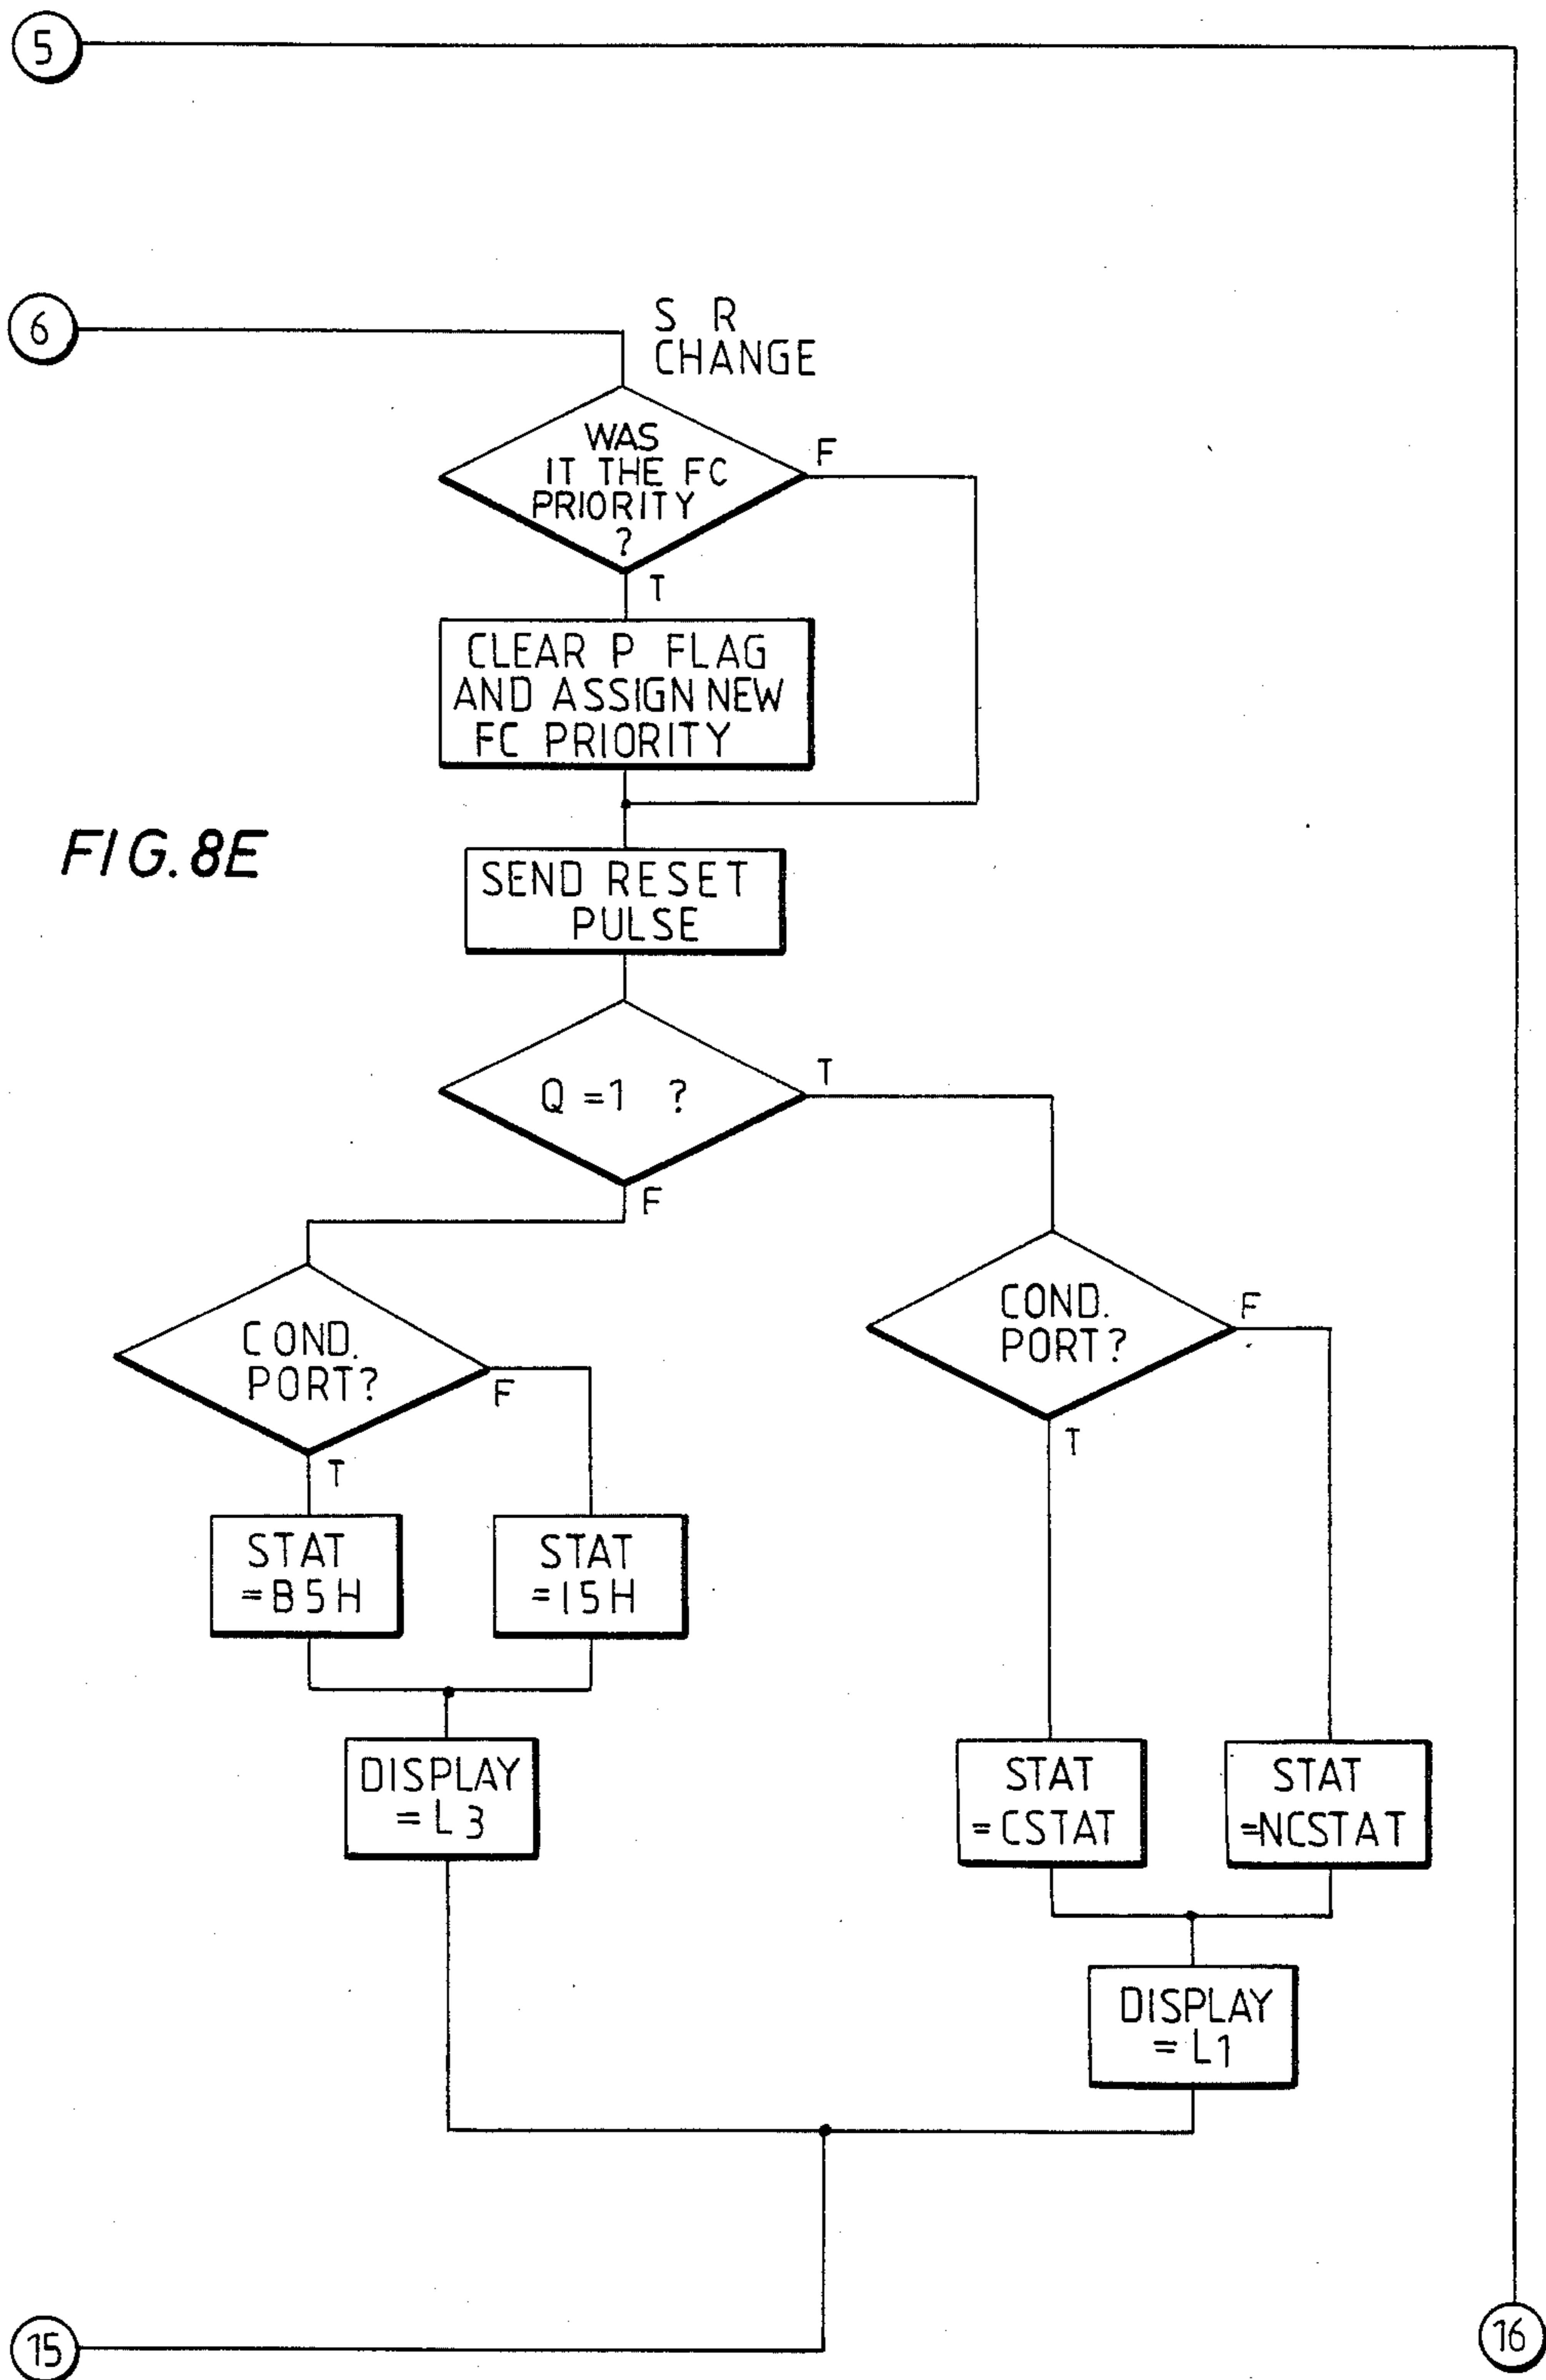 5
6
S R
CHANGE
WAS
IT THE FC
PRIORITY
?
F
T
CLEAR P FLAG
AND ASSIGN NEW
FC PRIORITY
FIG. 8E
SEND RESET
PULSE
Q =1 ?
T
F
COND.
PORT?
F
T
COND.
PORT?
F
T
STAT
=B5H
STAT
=15H
DISPLAY
= L3
STAT
=CSTAT
STAT
=NCSTAT
DISPLAY
= L1
15
16